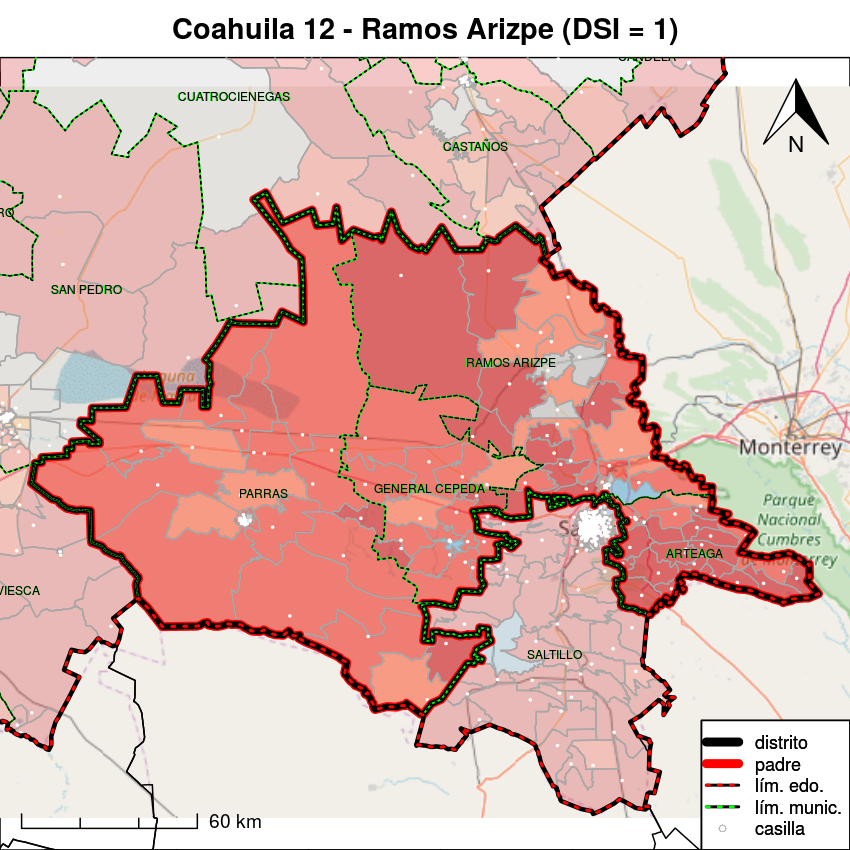 Coahuila 12 - Ramos Arizpe (DSI = 1)
CANDELA
CUATROCIENEGAS
CASTAÑOS
N
RO
SAN PEDRO
RAMOS ARIZPE
Monterrey
PARRAS
GENERAL CEPEDA
Parque
Nacional
Cumbres
de Monterrey
Sa
ARTEAGA
VIESCA
SALTILLO
distrito
padre
lím. edo.
lím. munic.
casilla
60 km